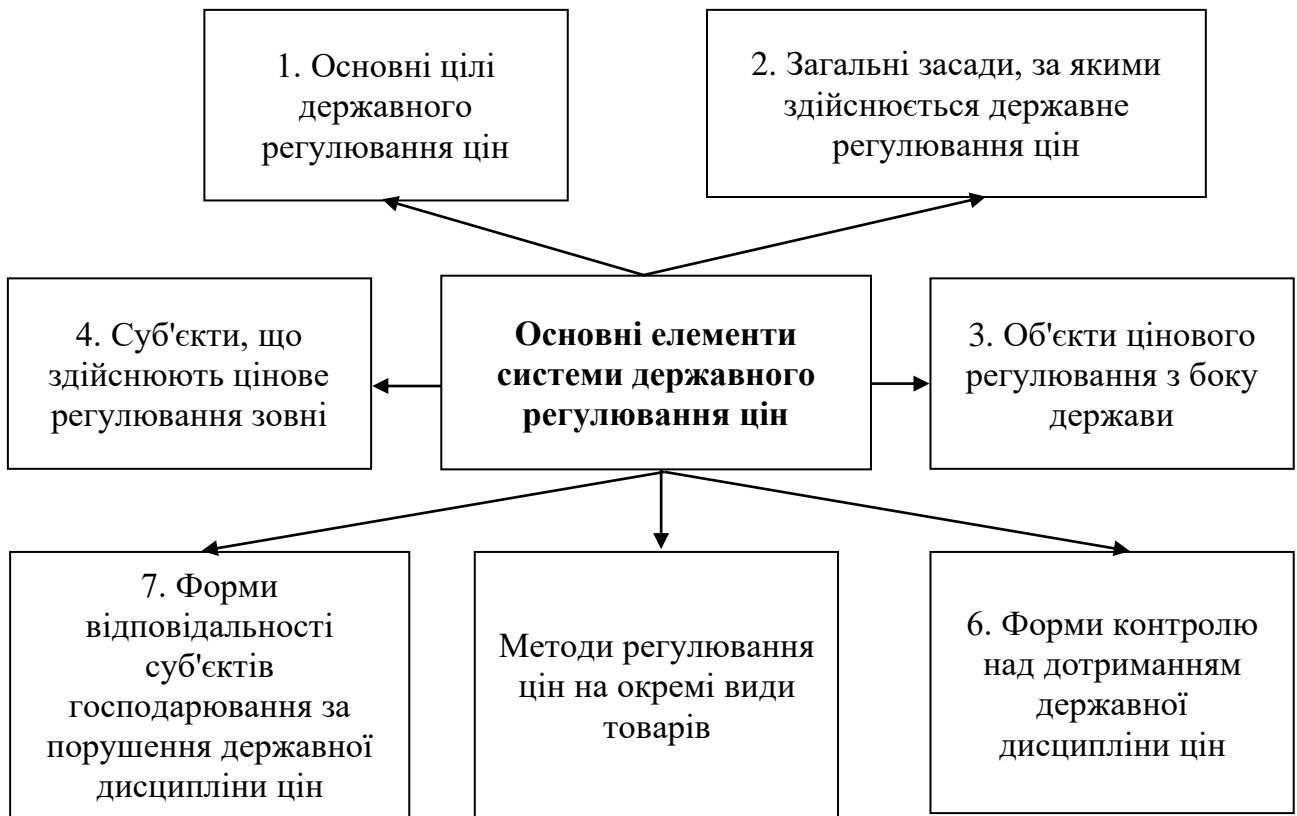 1. Основні цілі
державного
регулювання цін
2. Загальні засади, за якими
здійснюється державне
регулювання цін
4. Суб'єкти, що
здійснюють цінове
регулювання зовні
Основні елементи
системи державного
регулювання цін
3. Об'єкти цінового
регулювання з боку
держави
7. Форми
відповідальності
суб'єктів
господарювання за
порушення державної
дисципліни цін
Методи регулювання
цін на окремі види
товарів
6. Форми контролю
над дотриманням
державної
дисципліни цін